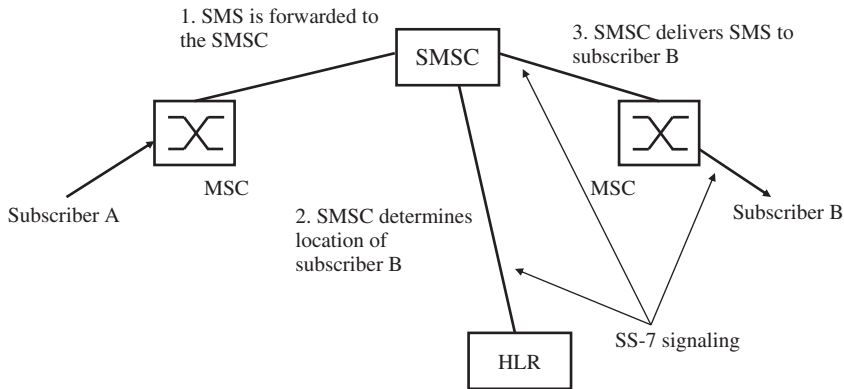 1. SMS is forwarded to
the SMSC
SMSC
3. SMSC delivers SMS to
subscriber B
MSC
MSC
Subscriber A
Subscriber B
2. SMSC determines
location of
subscriber B
SS-7 signaling
HLR